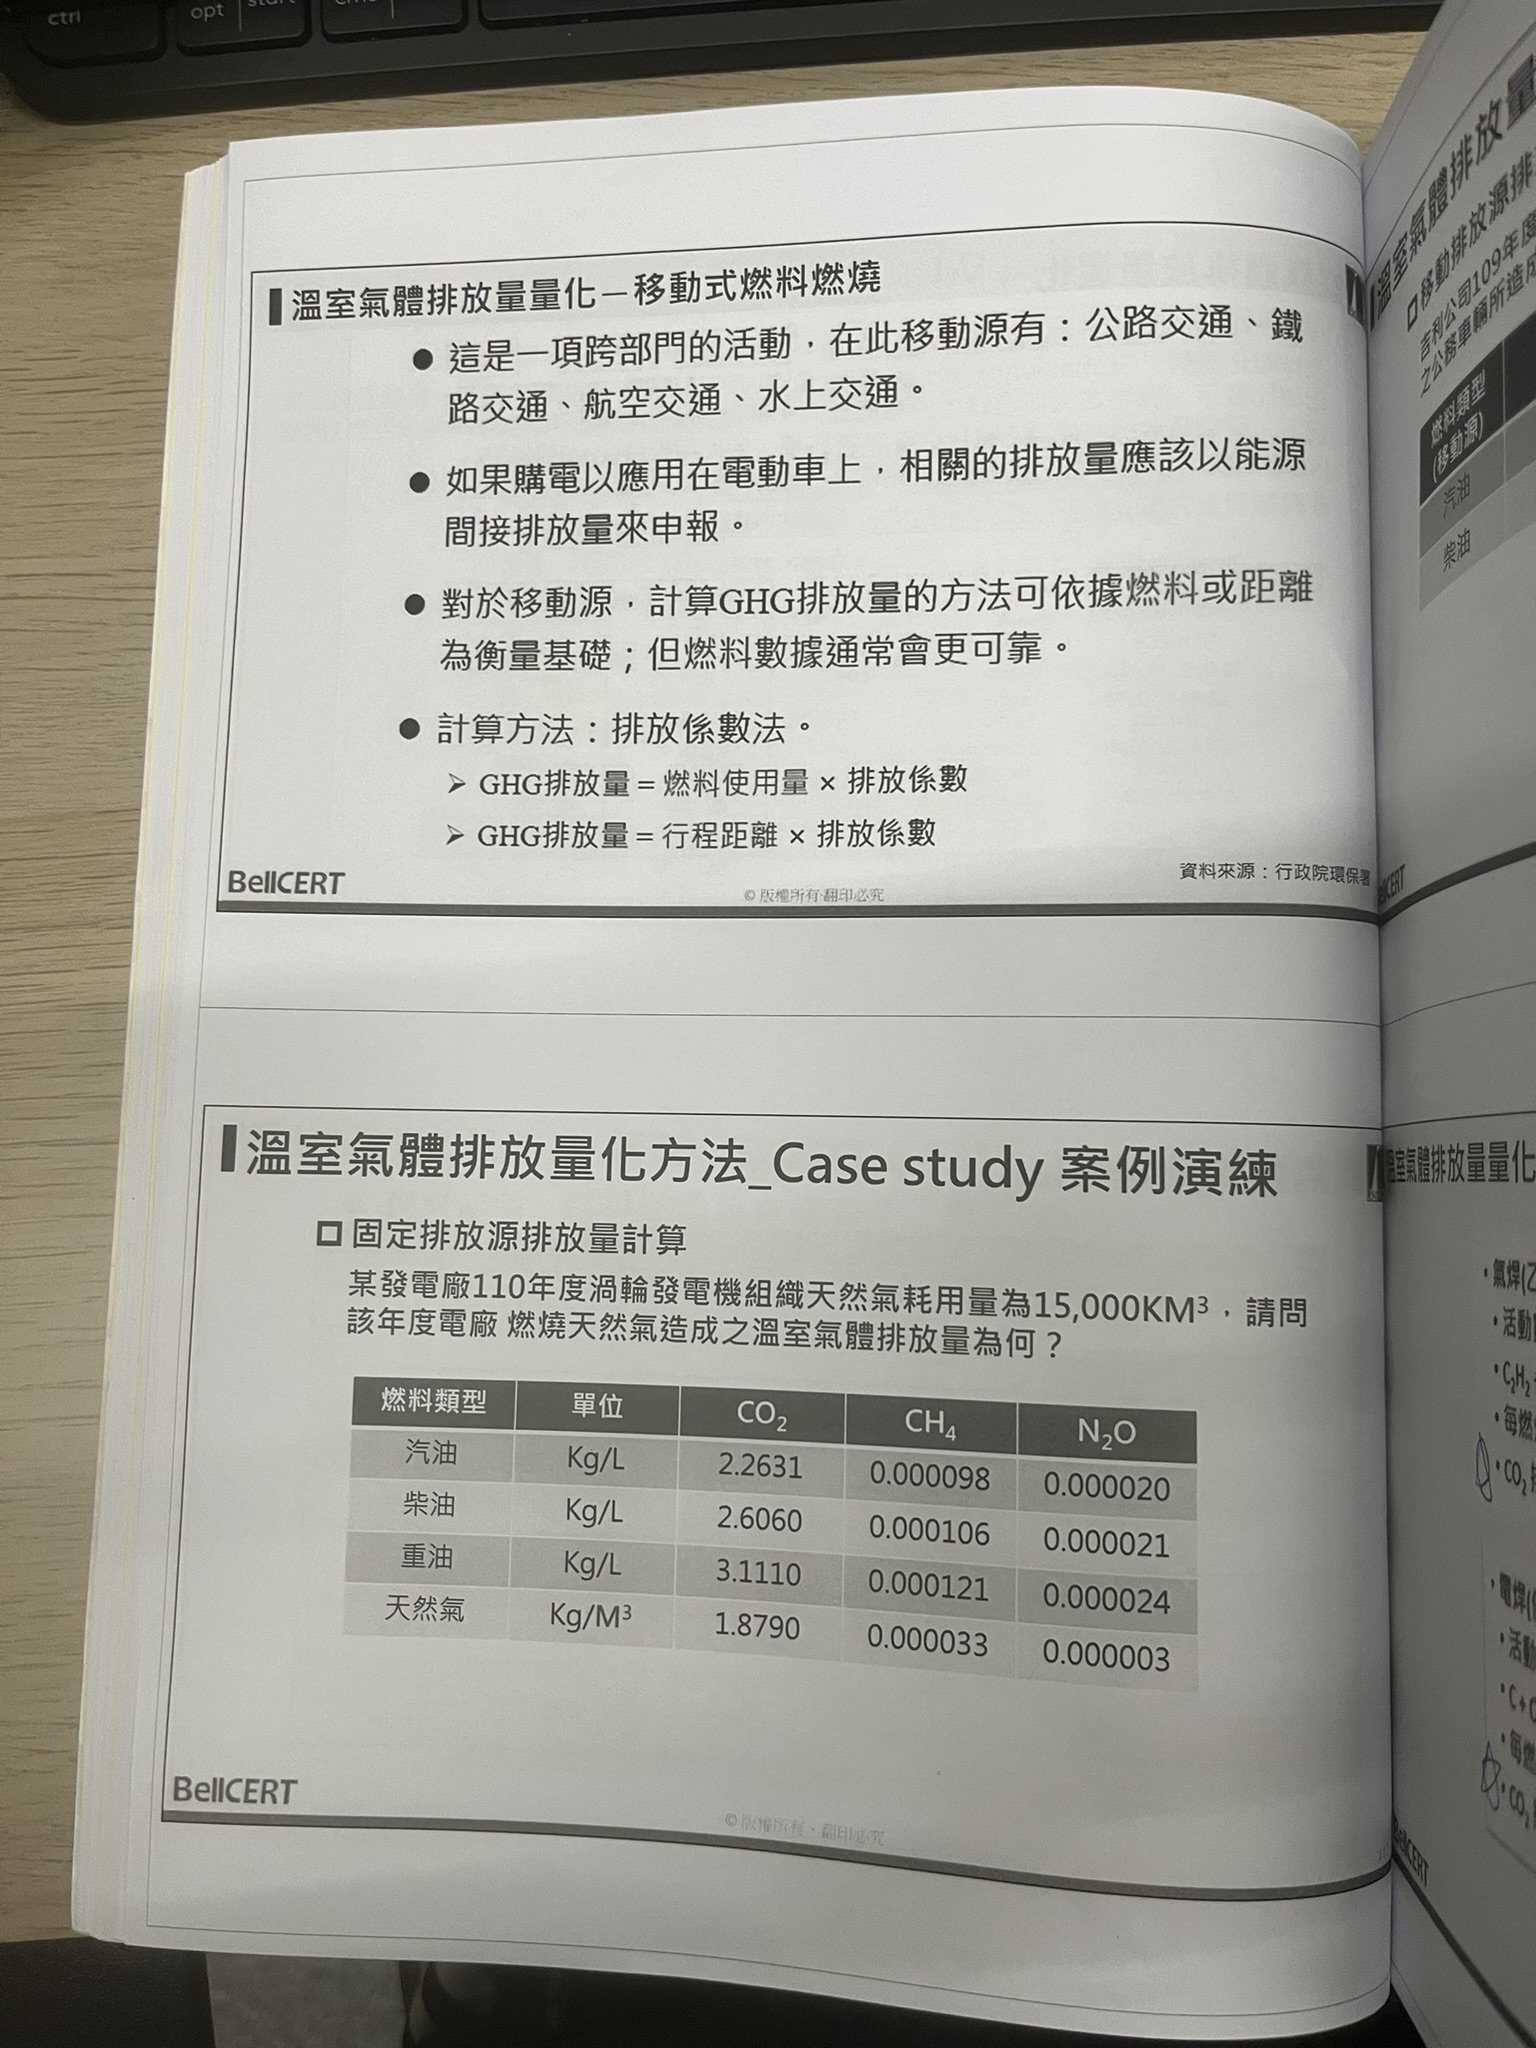 ctrl
opt
start
溫室氣體排放量量化－移動式燃料燃燒
● 這是一項跨部門的活動，在此移動源有：公路交通、鐵
路交通、航空交通、水上交通。
● 如果購電以應用在電動車上，相關的排放量應該以能源
間接排放量來申報。
● 對於移動源，計算GHG排放量的方法可依據燃料或距離
為衡量基礎；但燃料數據通常會更可靠。
● 計算方法：排放係數法。
➢ GHG排放量 = 燃料使用量 × 排放係數
➢ GHG排放量 = 行程距離 × 排放係數
BellCERT
© 版權所有‧翻印必究
資料來源：行政院環保署
溫室氣體排放量化方法_Case study 案例演練
固定排放源排放量計算
某發電廠110年度渦輪發電機組織天然氣耗用量為15,000KM³，請問
該年度電廠 燃燒天然氣造成之溫室氣體排放量為何？
燃料類型 單位 CO₂ CH₄ N₂O
汽油 Kg/L 2.2631 0.000098 0.000020
柴油 Kg/L 2.6060 0.000106 0.000021
重油 Kg/L 3.1110 0.000121 0.000024
天然氣 Kg/M³ 1.8790 0.000033 0.000003
BellCERT
© 版權所有‧翻印必究
溫室氣體排放量
移動排放源排
吉利公司109年度
之公務車輛所造成
燃料類型
(移動源)
汽油
柴油
溫室氣體排放量量化
• 氣焊(乙
• 活動
• C₂H₂
• 每燃
• CO₂
• 電焊(
• 活動
• C+O
• 每燃
• CO₂
BellCERT